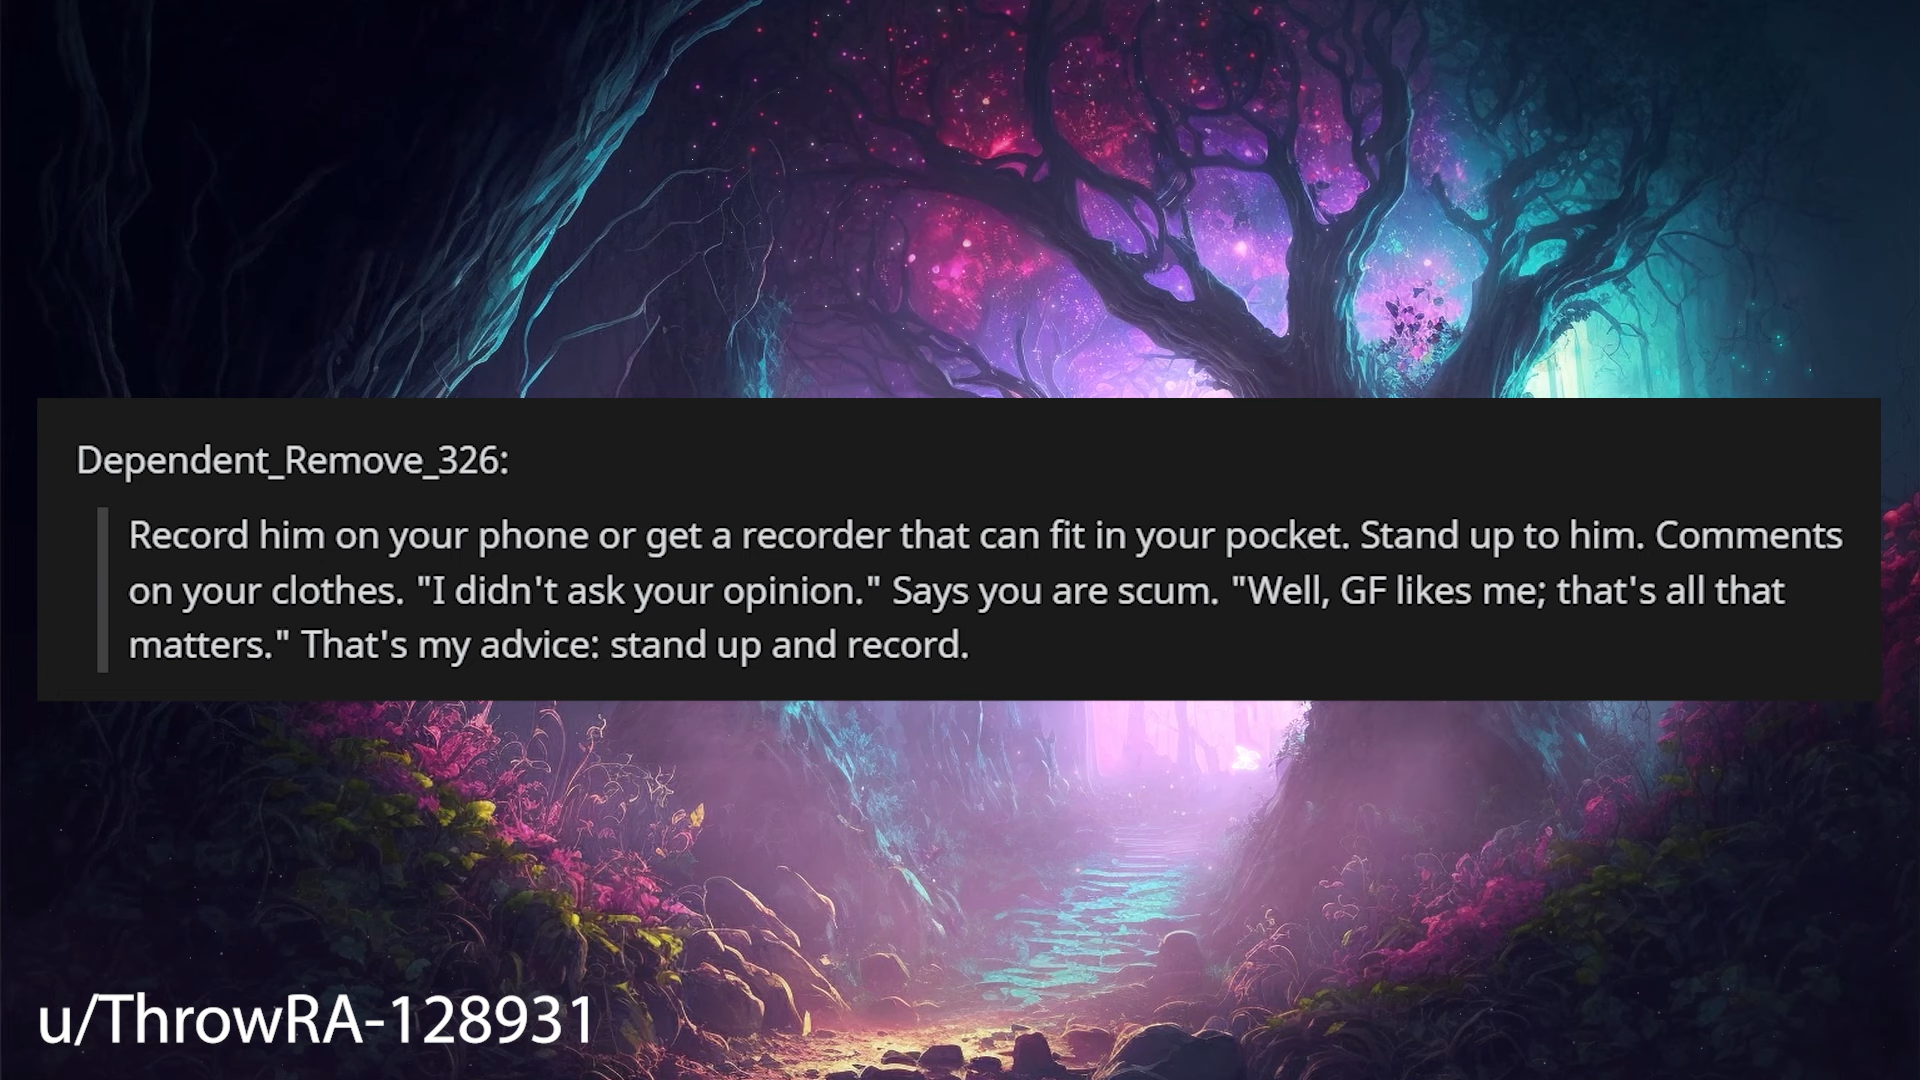 Dependent_Remove_326:
Record him on your phone or get a recorder that can fit in your pocket. Stand up to him. Comments
on your clothes. "I didn't ask your opinion." Says you are scum. "Well, GF likes me; that's all that
matters." That's my advice: stand up and record.
u/ThrowRA-128931